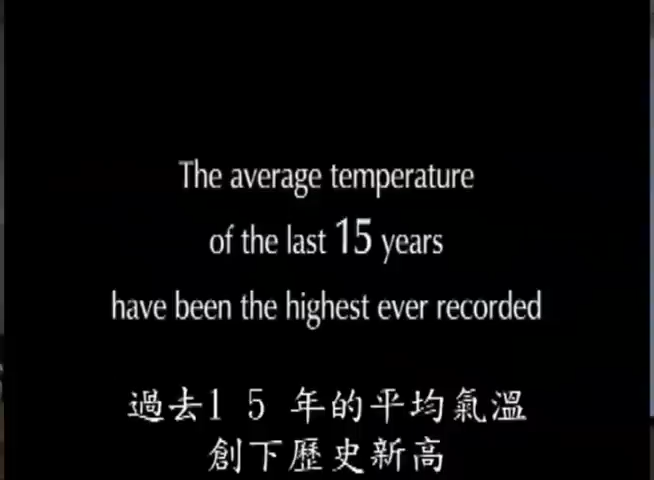 The average temperature
of the last 15 years
have been the highest ever recorded
過去1 5 年的平均氣溫
創下歷史新高